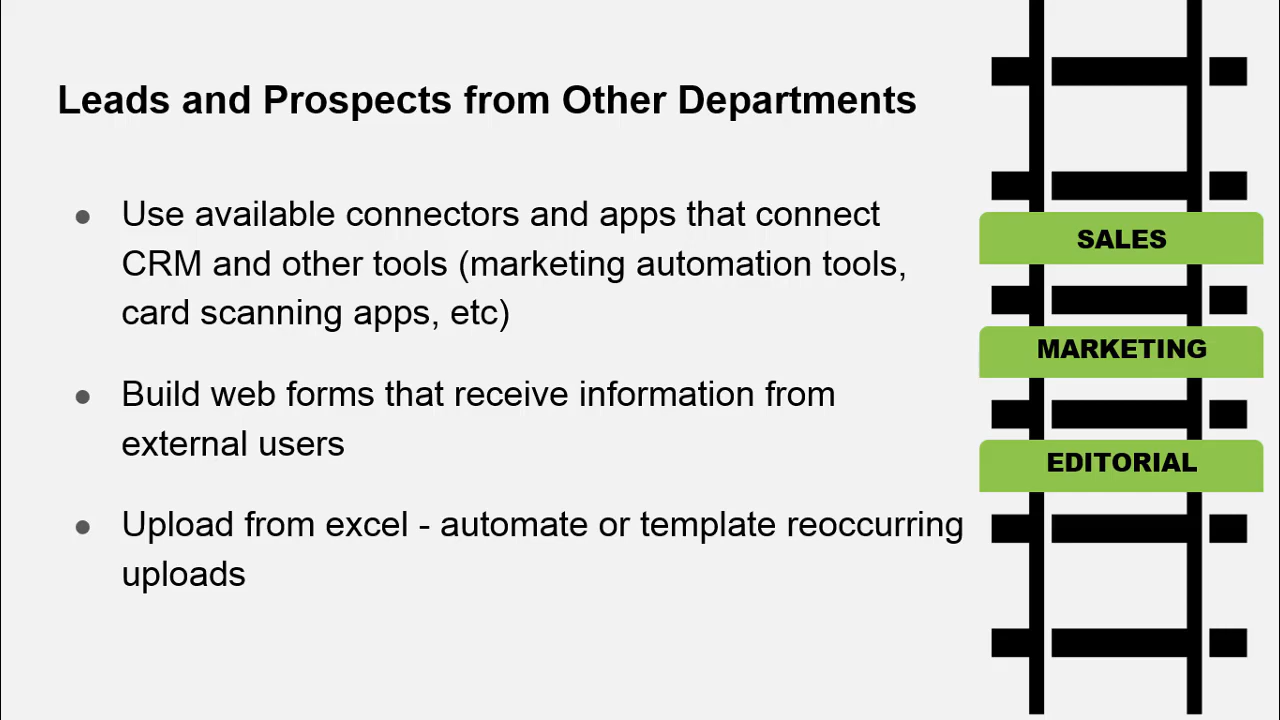 Leads and Prospects from Other Departments
● Use available connectors and apps that connect
CRM and other tools (marketing automation tools,
card scanning apps, etc)
● Build web forms that receive information from
external users
● Upload from excel - automate or template reoccurring
uploads
SALES
MARKETING
EDITORIAL